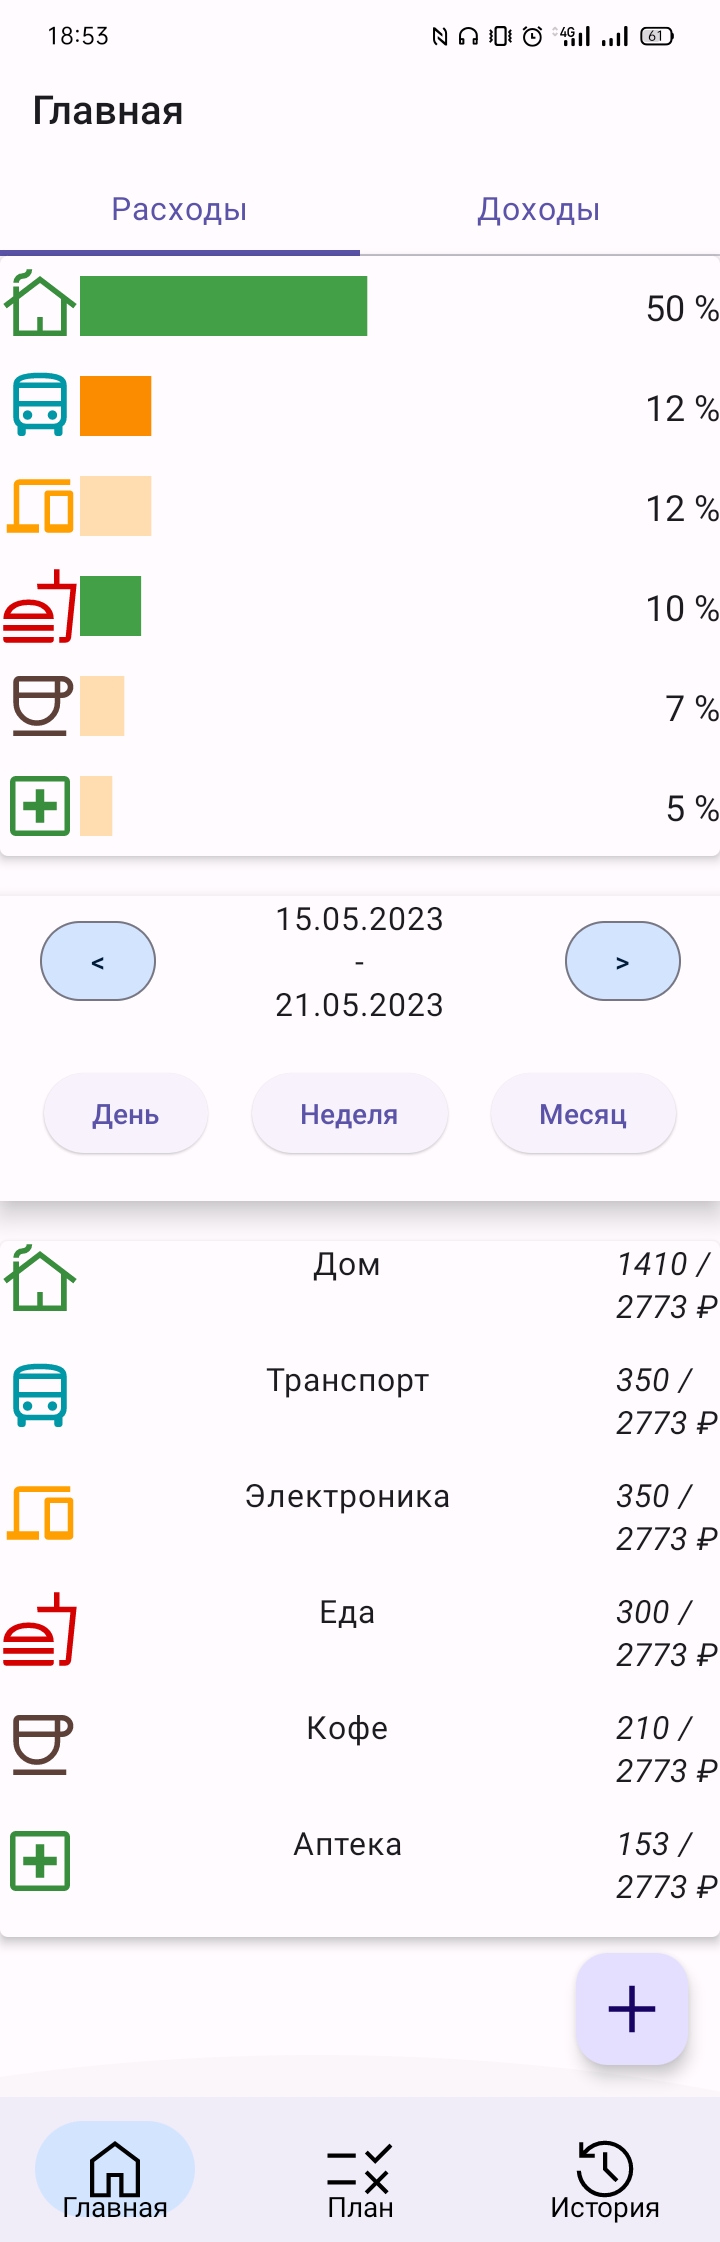 18:53
4G
61
Главная
Расходы
Доходы
50 %
12 %
12 %
10 %
7 %
5 %
<
15.05.2023
-
21.05.2023
>
День
Неделя
Месяц
Дом
1410 /
2773 ₽
Транспорт
350 /
2773 ₽
Электроника
350 /
2773 ₽
Еда
300 /
2773 ₽
Кофе
210 /
2773 ₽
Аптека
153 /
2773 ₽
Главная
План
История